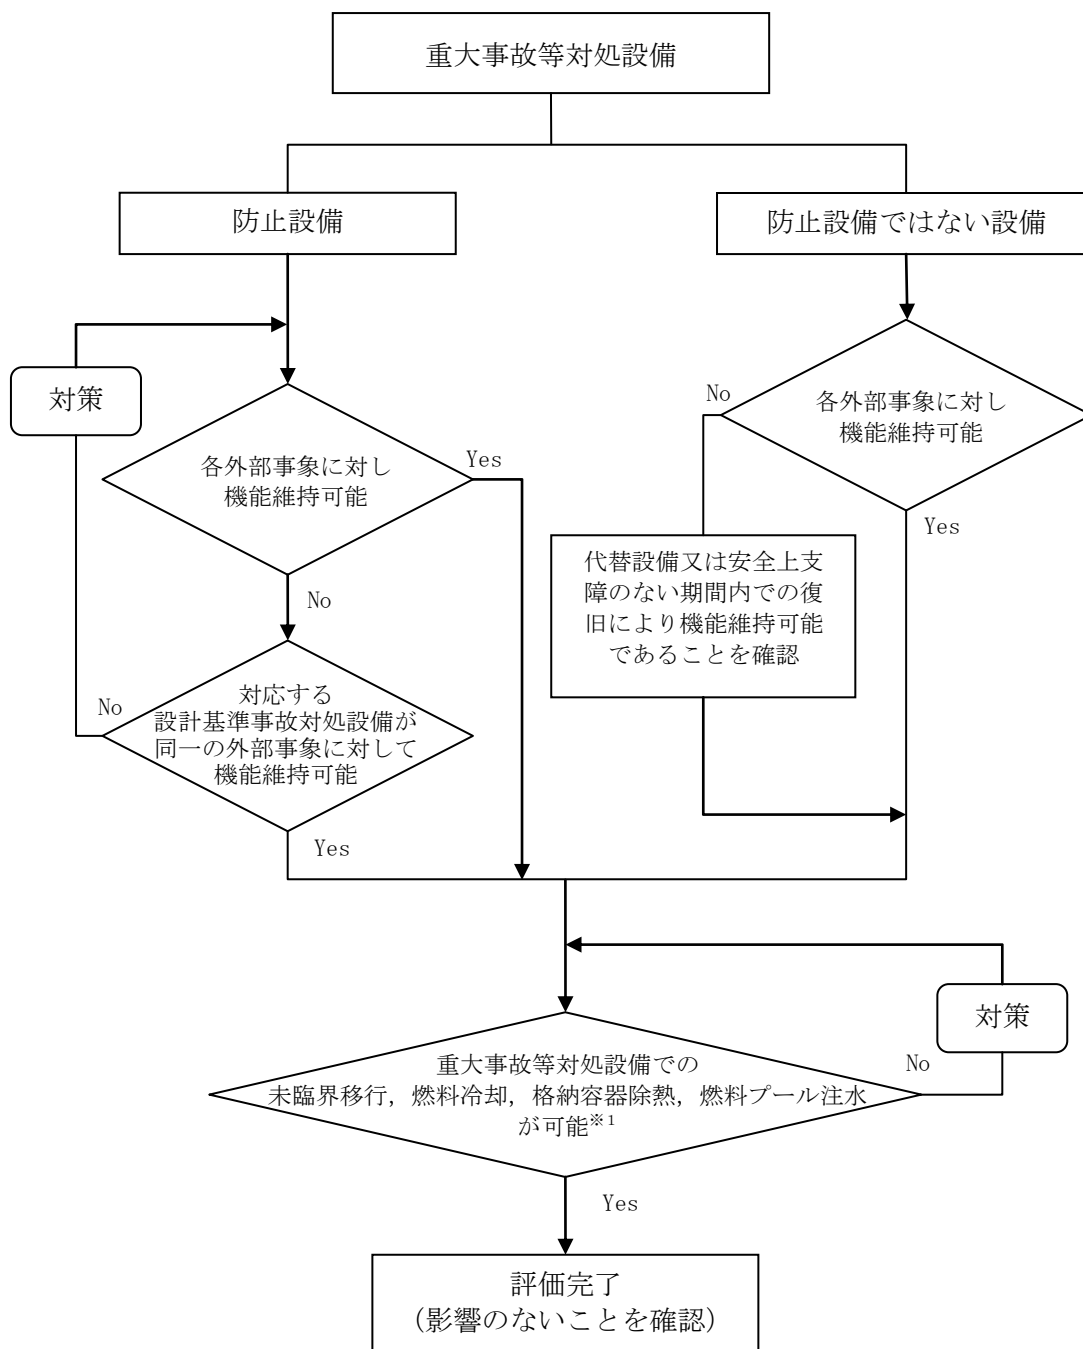 重大事故等対処設備
防止設備
防止設備ではない設備
対策
各外部事象に対し
機能維持可能
Yes
No
対応する
設計基準事故対処設備が
同一の外部事象に対して
機能維持可能
No
Yes
No
各外部事象に対し
機能維持可能
Yes
代替設備又は安全上支
障のない期間内での復
旧により機能維持可能
であることを確認
対策
重大事故等対処設備での
未臨界移行，燃料冷却，格納容器除熱，燃料プール注水
が可能※1
No
Yes
評価完了
（影響のないことを確認）